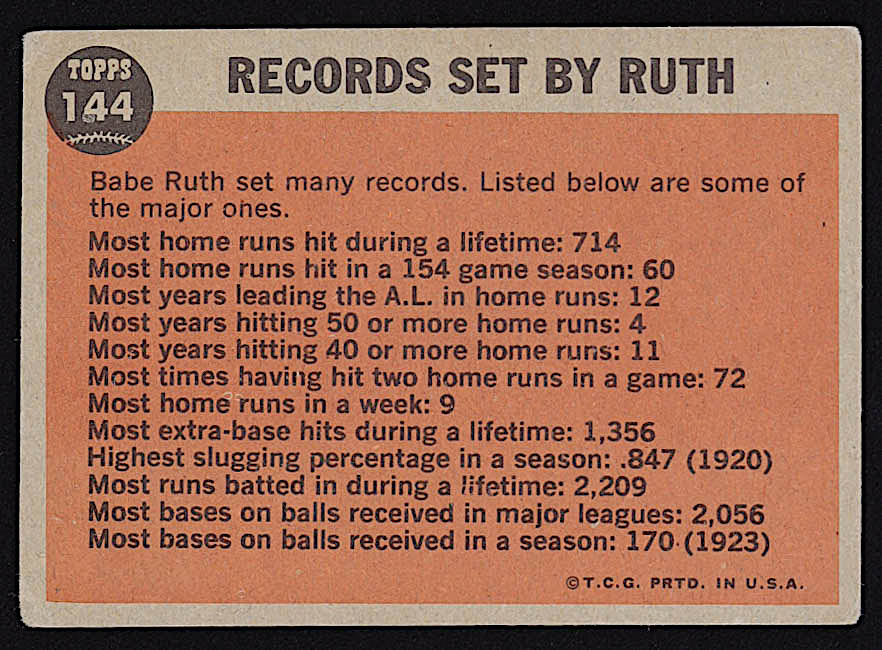 TOPPS
144
RECORDS SET BY RUTH
Babe Ruth set many records. Listed below are some of
the major ones.
Most home runs hit during a lifetime: 714
Most home runs hit in a 154 game season: 60
Most years leading the A.L. in home runs: 12
Most years hitting 50 or more home runs: 4
Most years hitting 40 or more home runs: 11
Most times having hit two home runs in a game: 72
Most home runs in a week: 9
Most extra-base hits during a lifetime: 1,356
Highest slugging percentage in a season: .847 (1920)
Most runs batted in during a lifetime: 2,209
Most bases on balls received in major leagues: 2,056
Most bases on balls received in a season: 170 (1923)
©T.C.G. PRTD. IN U.S.A.